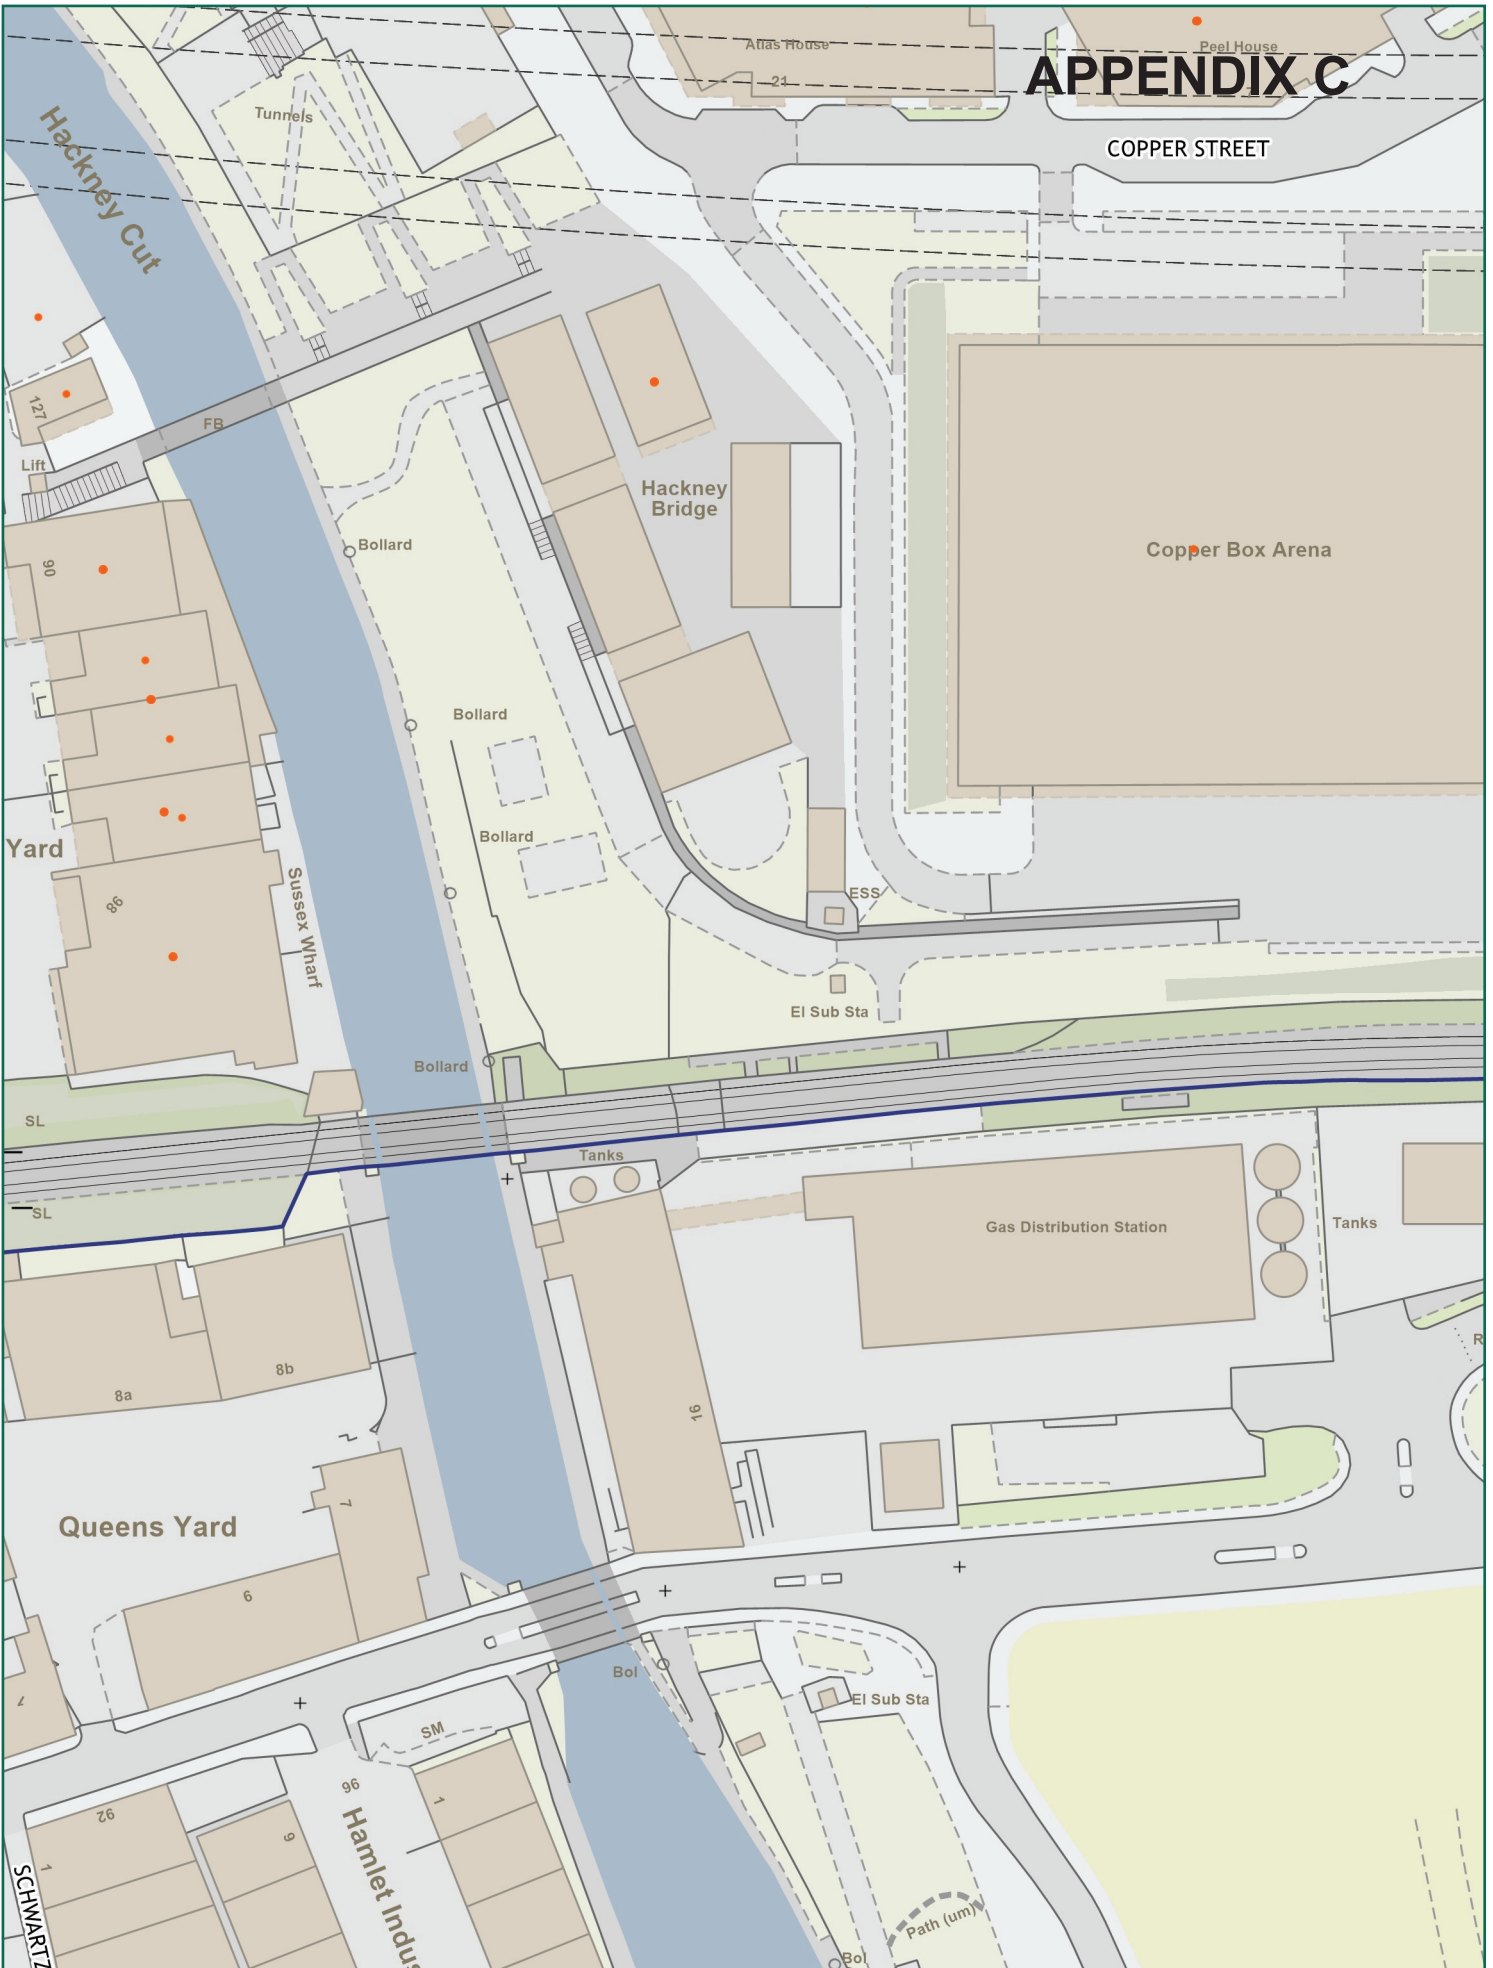 Atlas House
21
Peel House
APPENDIX C
COPPER STREET
Tunnels
Hackney Cut
127
FB
Lift
Hackney
Bridge
Bollard
90
Copper Box Arena
Bollard
Bollard
Yard
86
Sussex Wharf
ESS
El Sub Sta
Bollard
SL
SL
Tanks
Gas Distribution Station
Tanks
R
8a
8b
16
Queens Yard
7
6
7
Bol
El Sub Sta
SM
96
92
1
9
1
Hamlet Indus
SCHWARTZ
Path (um)
Bol